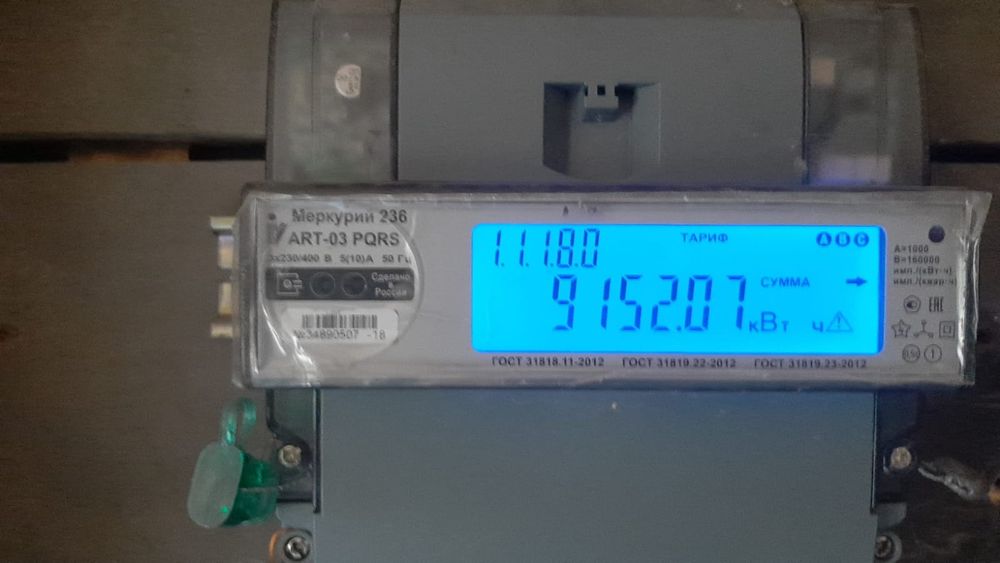 Меркурий 236
ART-03 PQRS
3х230/400 В 5(10)А 50 Гц
Сделано
в
России
№34890507 -18
1.1.1.8.0
ТАРИФ
A B C
СУММА
9152.07 кВт ч
ГОСТ 31818.11-2012 ГОСТ 31819.22-2012 ГОСТ 31819.23-2012
A=1000
B=160000
имп./(кВт·ч)
имп./(квар·ч)
ЕАС